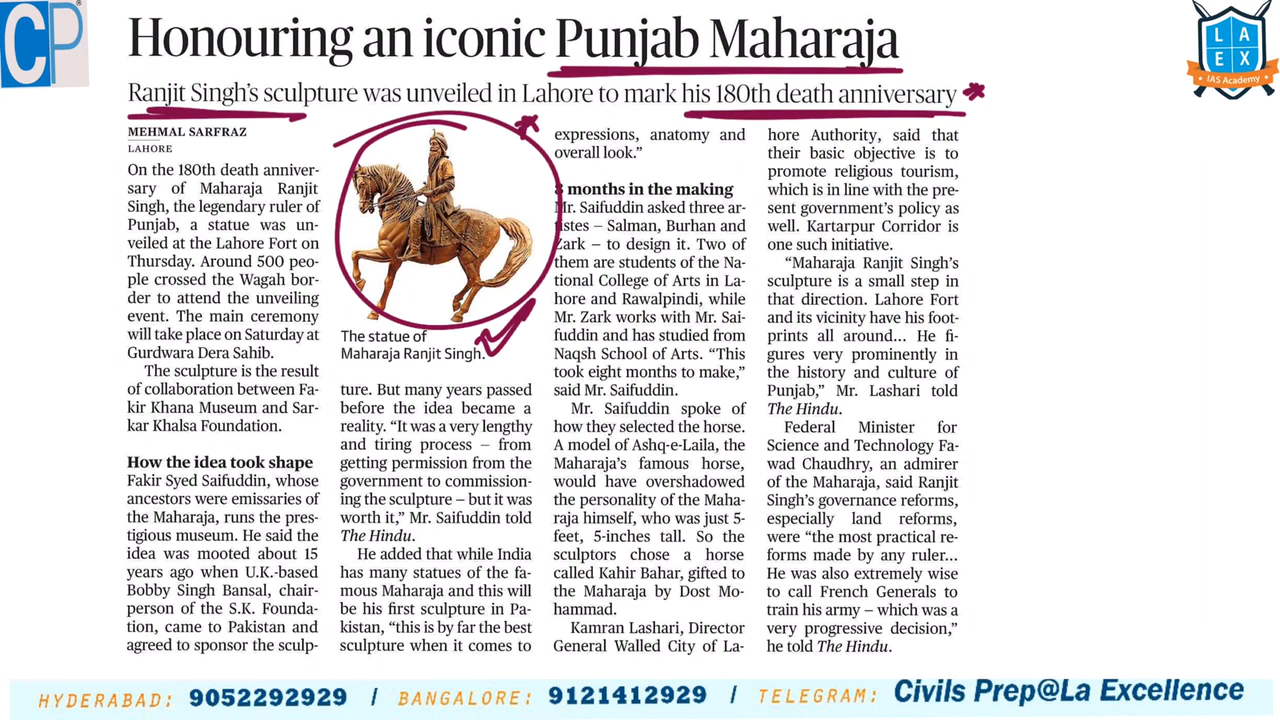 CP
L A
E X
IAS Academy
Honouring an iconic Punjab Maharaja
Ranjit Singh's sculpture was unveiled in Lahore to mark his 180th death anniversary
MEHMAL SARFRAZ
LAHORE
On the 180th death anniver-
sary of Maharaja Ranjit
Singh, the legendary ruler of
Punjab, a statue was un-
veiled at the Lahore Fort on
Thursday. Around 500 peo-
ple crossed the Wagah bor-
der to attend the unveiling
event. The main ceremony
will take place on Saturday at
Gurdwara Dera Sahib.
The sculpture is the result
of collaboration between Fa-
kir Khana Museum and Sar-
kar Khalsa Foundation.
How the idea took shape
Fakir Syed Saifuddin, whose
ancestors were emissaries of
the Maharaja, runs the pres-
tigious museum. He said the
idea was mooted about 15
years ago when U.K.-based
Bobby Singh Bansal, chair-
person of the S.K. Founda-
tion, came to Pakistan and
agreed to sponsor the sculp-
The statue of
Maharaja Ranjit Singh.
ture. But many years passed
before the idea became a
reality. “It was a very lengthy
and tiring process – from
getting permission from the
government to commission-
ing the sculpture – but it was
worth it,” Mr. Saifuddin told
The Hindu.
He added that while India
has many statues of the fa-
mous Maharaja and this will
be his first sculpture in Pa-
kistan, “this is by far the best
sculpture when it comes to
expressions, anatomy and
overall look.”
months in the making
Mr. Saifuddin asked three ar-
tistes – Salman, Burhan and
Zark – to design it. Two of
them are students of the Na-
tional College of Arts in La-
hore and Rawalpindi, while
Mr. Zark works with Mr. Sai-
fuddin and has studied from
Naqsh School of Arts. “This
took eight months to make,”
said Mr. Saifuddin.
Mr. Saifuddin spoke of
how they selected the horse.
A model of Ashq-e-Laila, the
Maharaja's famous horse,
would have overshadowed
the personality of the Maha-
raja himself, who was just 5-
feet, 5-inches tall. So the
sculptors chose a horse
called Kahir Bahar, gifted to
the Maharaja by Dost Mo-
hammad.
Kamran Lashari, Director
General Walled City of La-
hore Authority, said that
their basic objective is to
promote religious tourism,
which is in line with the pre-
sent government's policy as
well. Kartarpur Corridor is
one such initiative.
“Maharaja Ranjit Singh's
sculpture is a small step in
that direction. Lahore Fort
and its vicinity have his foot-
prints all around... He fi-
gures very prominently in
the history and culture of
Punjab,” Mr. Lashari told
The Hindu.
Federal Minister for
Science and Technology Fa-
wad Chaudhry, an admirer
of the Maharaja, said Ranjit
Singh's governance reforms,
especially land reforms,
were “the most practical re-
forms made by any ruler...
He was also extremely wise
to call French Generals to
train his army – which was a
very progressive decision,”
he told The Hindu.
HYDERABAD: 9052292929 / BANGALORE: 9121412929 / TELEGRAM: Civils Prep@La Excellence